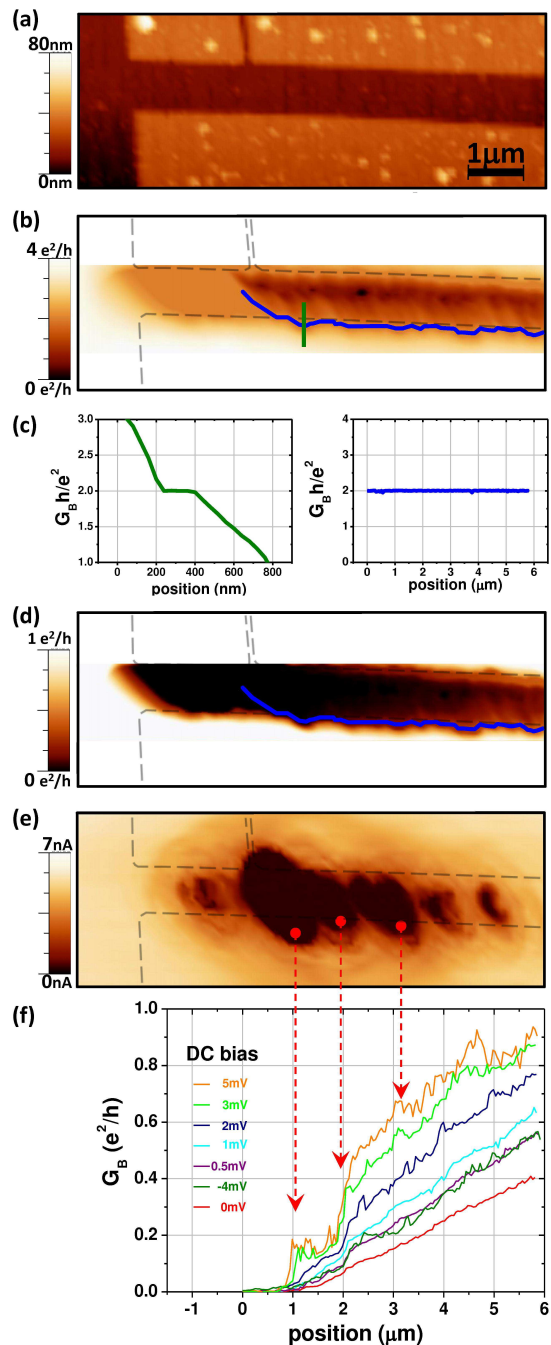 (a)
80nm
0nm
1μm
(b)
4 e²/h
0 e²/h
(c)
3.0
2.5
2.0
1.5
1.0
G_B h/e²
0 200 400 600 800
position (nm)
4
3
2
1
0
G_B h/e²
0 1 2 3 4 5 6
position (μm)
(d)
1 e²/h
0 e²/h
(e)
7nA
0nA
(f)
1.0
0.8
0.6
0.4
0.2
0.0
G_B (e²/h)
DC bias
5mV
3mV
2mV
1mV
0.5mV
-4mV
0mV
-1 0 1 2 3 4 5 6
position (μm)